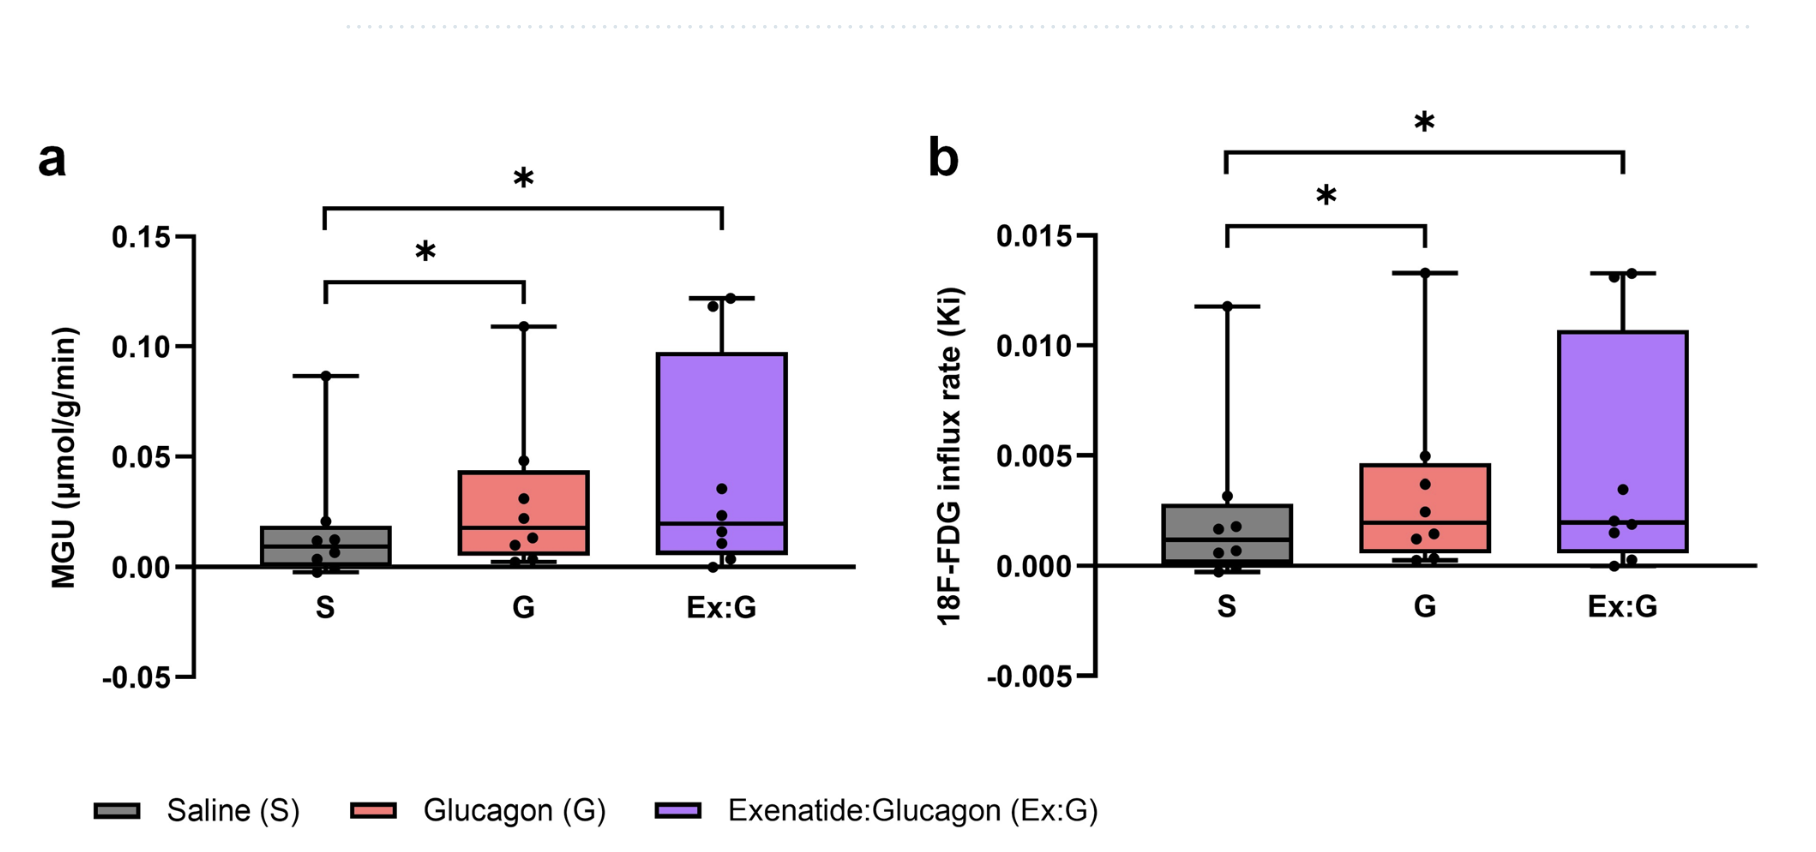 a
*
*
0.15
0.10
0.05
0.00
-0.05
MGU (µmol/g/min)
S G Ex:G
b
*
*
0.015
0.010
0.005
0.000
-0.005
18F-FDG influx rate (Ki)
S G Ex:G
Saline (S) Glucagon (G) Exenatide:Glucagon (Ex:G)